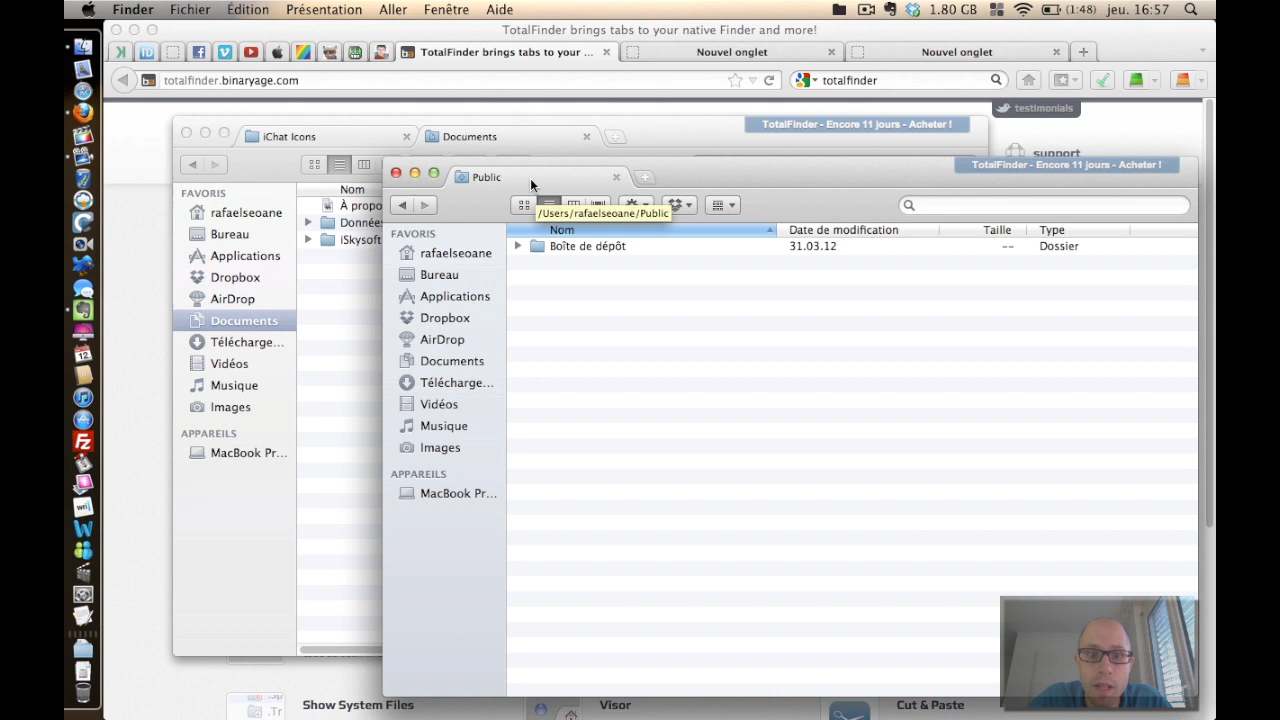 Finder Fichier Édition Présentation Aller Fenêtre Aide 1.80 GB (1:48) jeu. 16:57
TotalFinder brings tabs to your native Finder and more!
TotalFinder brings tabs to your ... Nouvel onglet Nouvel onglet
totalfinder.binaryage.com totalfinder
testimonials
support
TotalFinder - Encore 11 jours - Acheter !
iChat Icons Documents
FAVORIS
rafaelseoane
Bureau
Applications
Dropbox
AirDrop
Documents
Télécharge...
Vidéos
Musique
Images
APPAREILS
MacBook Pr...
Nom
À propo
Données
iSkysoft
TotalFinder - Encore 11 jours - Acheter !
Public
/Users/rafaelseoane/Public
FAVORIS
rafaelseoane
Bureau
Applications
Dropbox
AirDrop
Documents
Télécharge...
Vidéos
Musique
Images
APPAREILS
MacBook Pr...
Nom Date de modification Taille Type
Boîte de dépôt 31.03.12 -- Dossier
Show System Files Visor Cut & Paste
.Tr